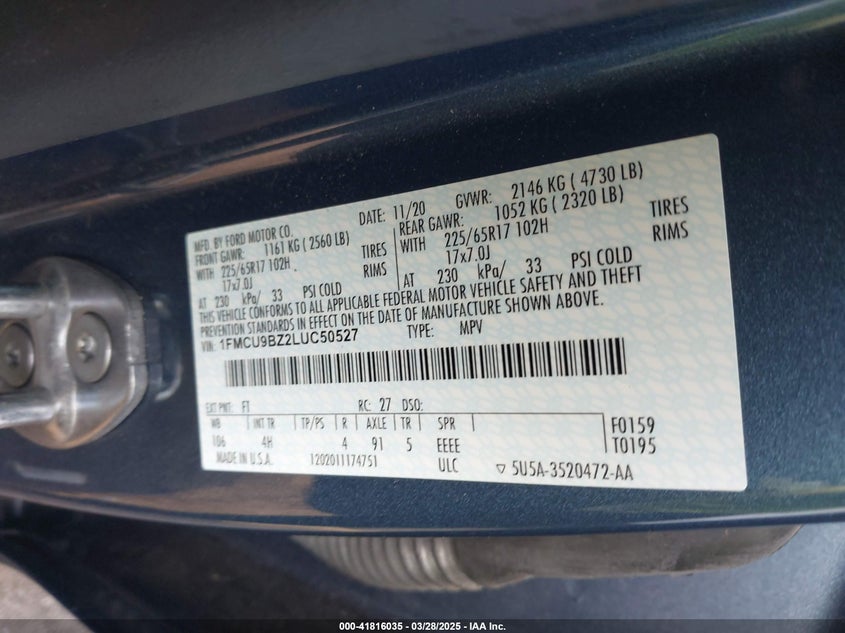 MFD. BY FORD MOTOR CO.
DATE: 11/20 GVWR: 2146 KG ( 4730 LB)
FRONT GAWR: 1161 KG ( 2560 LB)
REAR GAWR: 1052 KG ( 2320 LB)
WITH 225/65R17 102H TIRES
WITH 225/65R17 102H TIRES
17x7.0J RIMS
17x7.0J RIMS
AT 230 kPa/ 33 PSI COLD
AT 230 kPa/ 33 PSI COLD
THIS VEHICLE CONFORMS TO ALL APPLICABLE FEDERAL MOTOR VEHICLE SAFETY AND THEFT
PREVENTION STANDARDS IN EFFECT ON THE DATE OF MANUFACTURE SHOWN ABOVE.
VIN: 1FMCU9BZ2LUC50527 TYPE: MPV
EXT PNT: FT RC: 27 DSO:
WB INT TR TP/PS R AXLE TR SPR
F0159
106 4H 4 91 5 EEEE
T0195
MADE IN U.S.A. 1202011174751 ULC
5U5A-3520472-AA
000-41816035 | 03/28/2025 - IAA Inc.